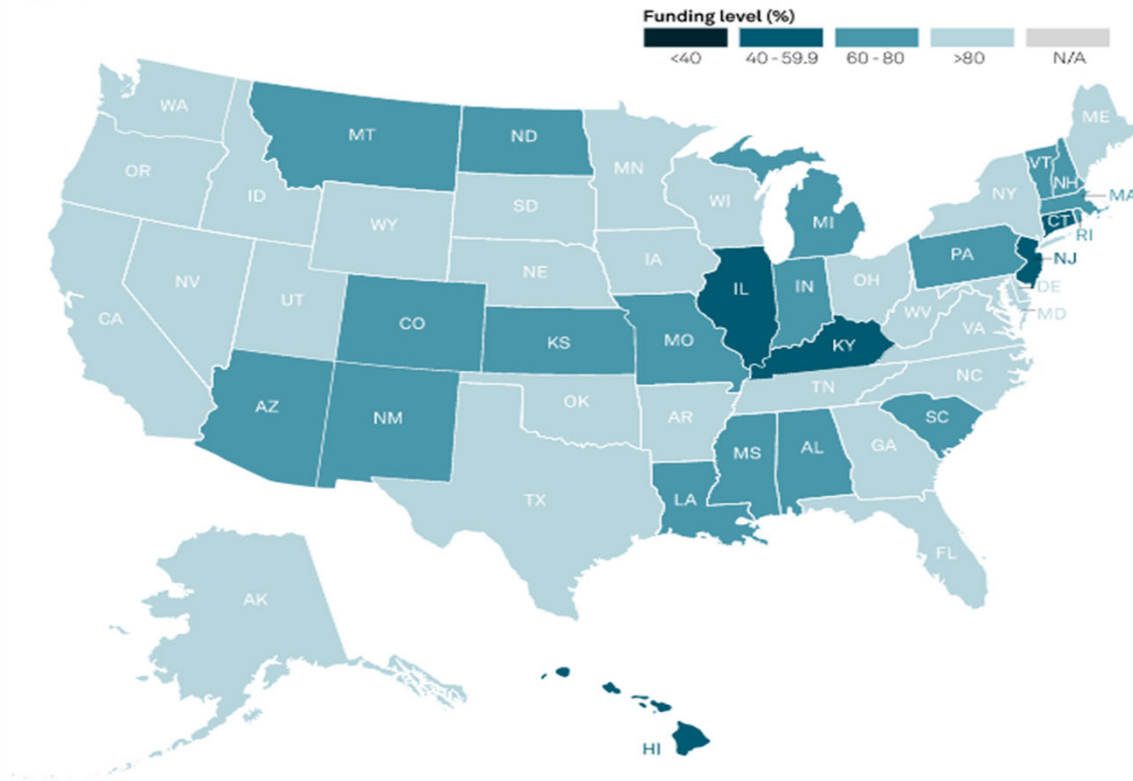 Funding level (%)
<40 40-59.9 60-80 >80 N/A
WA
MT
ND
MN
ME
VT
NH
OR
ID
SD
WI
NY
MA
WY
MI
CT
RI
NV
NE
IA
PA
NJ
UT
IL
IN
OH
DE
CA
CO
KS
MO
WV
MD
KY
VA
AZ
NM
OK
AR
TN
NC
SC
MS
AL
GA
TX
LA
FL
AK
HI